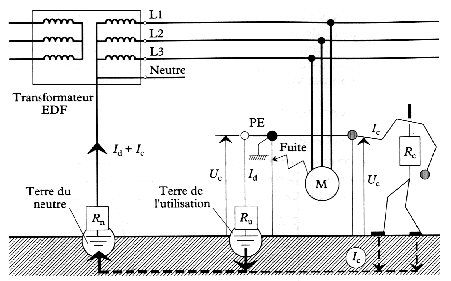 L1
L2
L3
Neutre
Transformateur
EDF
PE
Fuite
Id + Ic
Uc
Id
M
Ic
Rc
Uc
Terre du
neutre
Rn
Terre de
l'utilisation
Ru
Ic